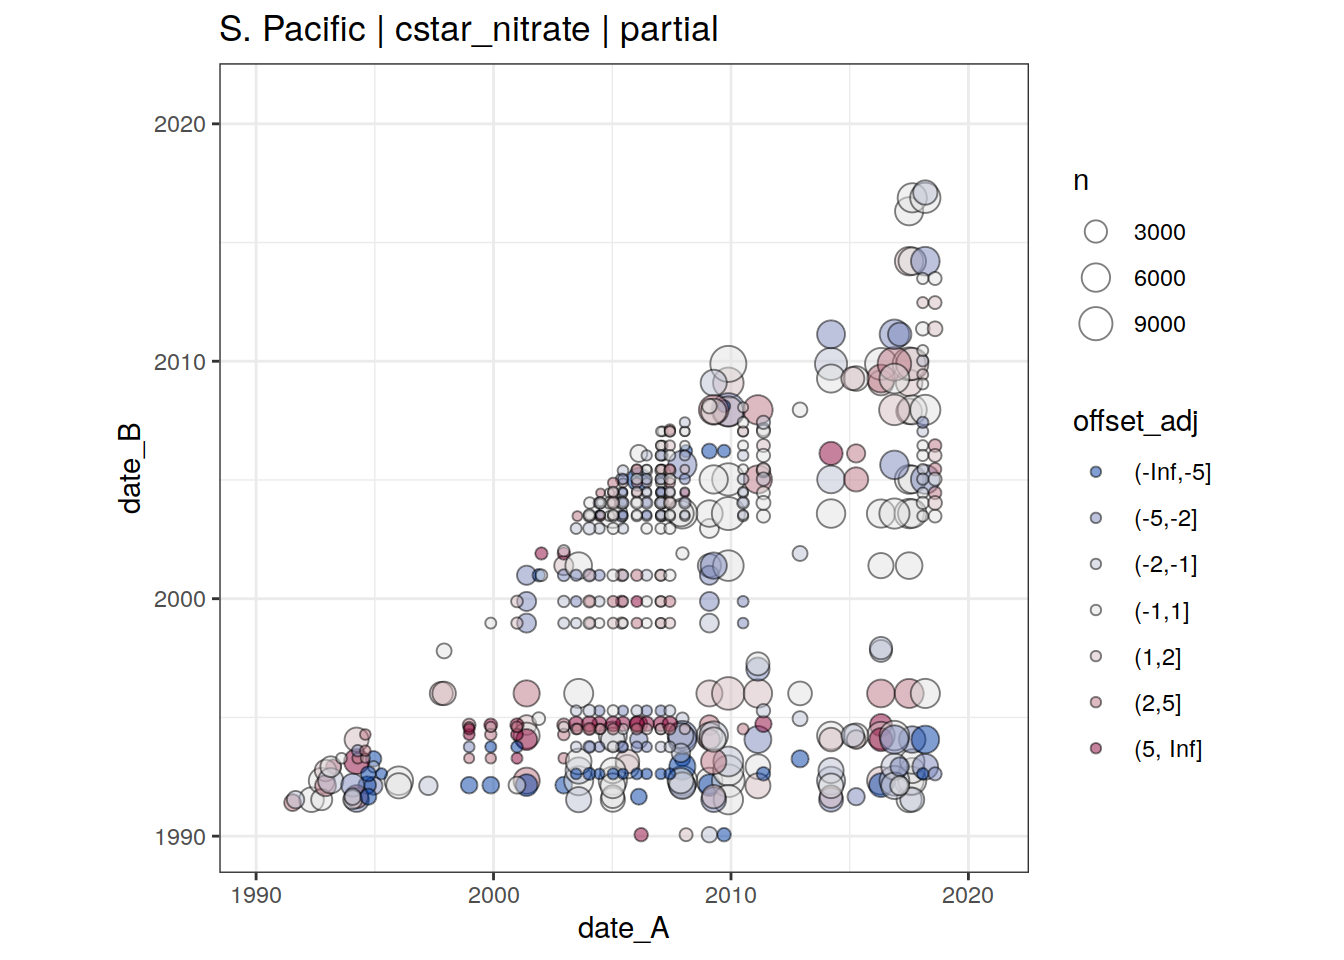 S. Pacific | cstar_nitrate | partial
2020
2010
2000
1990
date_B
1990
2000
2010
2020
date_A
n
3000
6000
9000
offset_adj
(-Inf,-5]
(-5,-2]
(-2,-1]
(-1,1]
(1,2]
(2,5]
(5, Inf]